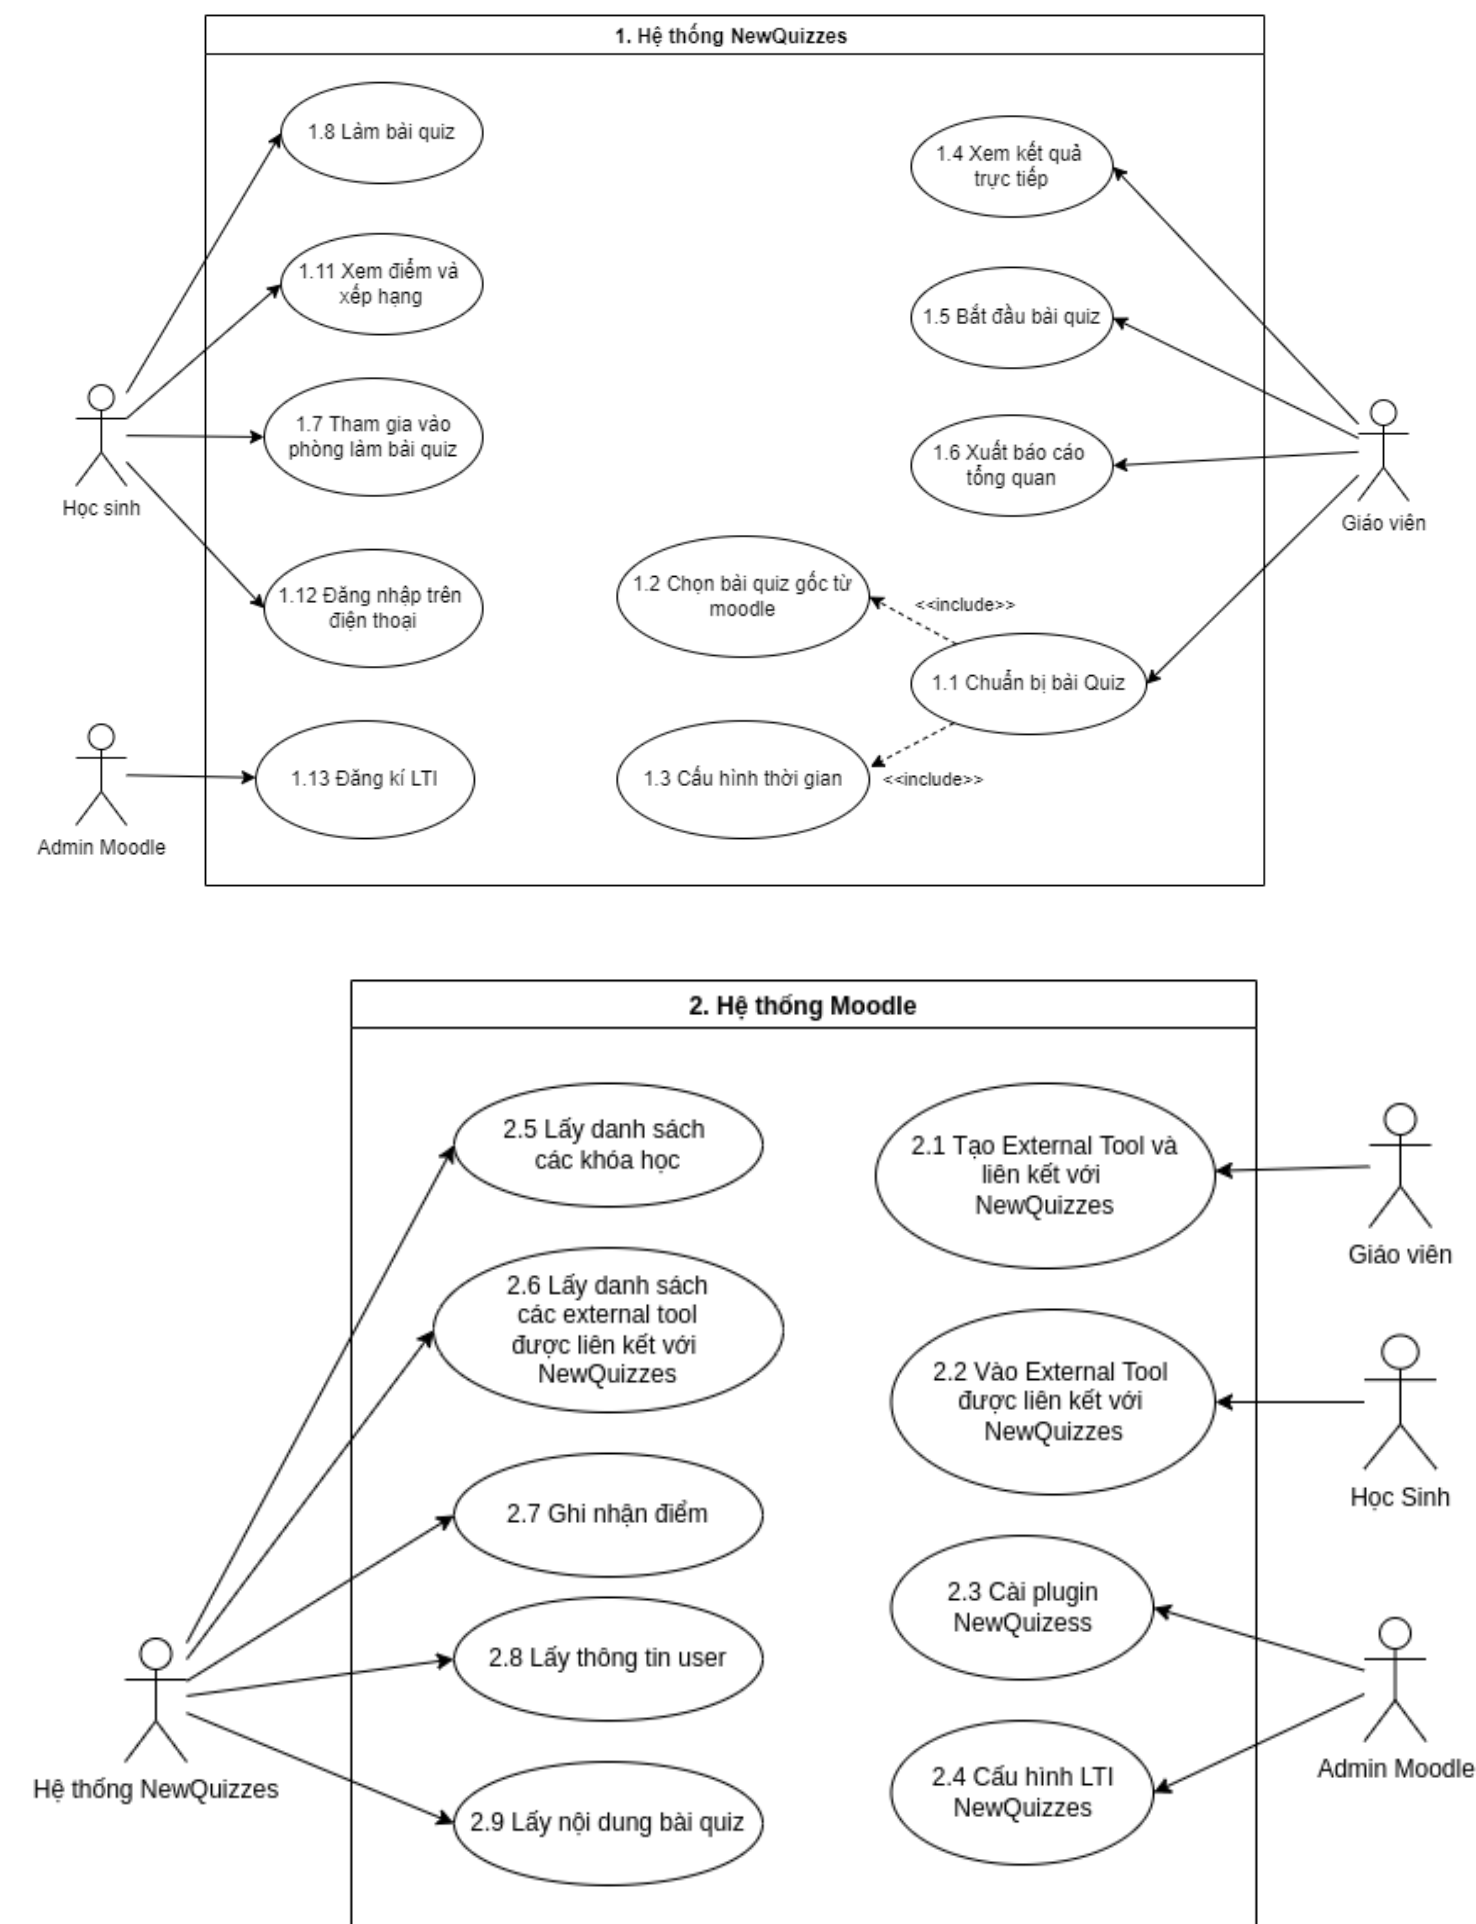 1. Hệ thống NewQuizzes
1.8 Làm bài quiz
1.11 Xem điểm và
xếp hạng
1.7 Tham gia vào
phòng làm bài quiz
Học sinh
1.12 Đăng nhập trên
điện thoại
1.13 Đăng kí LTI
Admin Moodle
1.4 Xem kết quả
trực tiếp
1.5 Bắt đầu bài quiz
1.6 Xuất báo cáo
tổng quan
Giáo viên
1.2 Chọn bài quiz gốc từ
moodle
<<include>>
1.1 Chuẩn bị bài Quiz
1.3 Cấu hình thời gian
<<include>>
2. Hệ thống Moodle
2.5 Lấy danh sách
các khóa học
2.6 Lấy danh sách
các external tool
được liên kết với
NewQuizzes
2.7 Ghi nhận điểm
2.8 Lấy thông tin user
Hệ thống NewQuizzes
2.9 Lấy nội dung bài quiz
2.1 Tạo External Tool và
liên kết với
NewQuizzes
Giáo viên
2.2 Vào External Tool
được liên kết với
NewQuizzes
Học Sinh
2.3 Cài plugin
NewQuizess
2.4 Cấu hình LTI
NewQuizzes
Admin Moodle